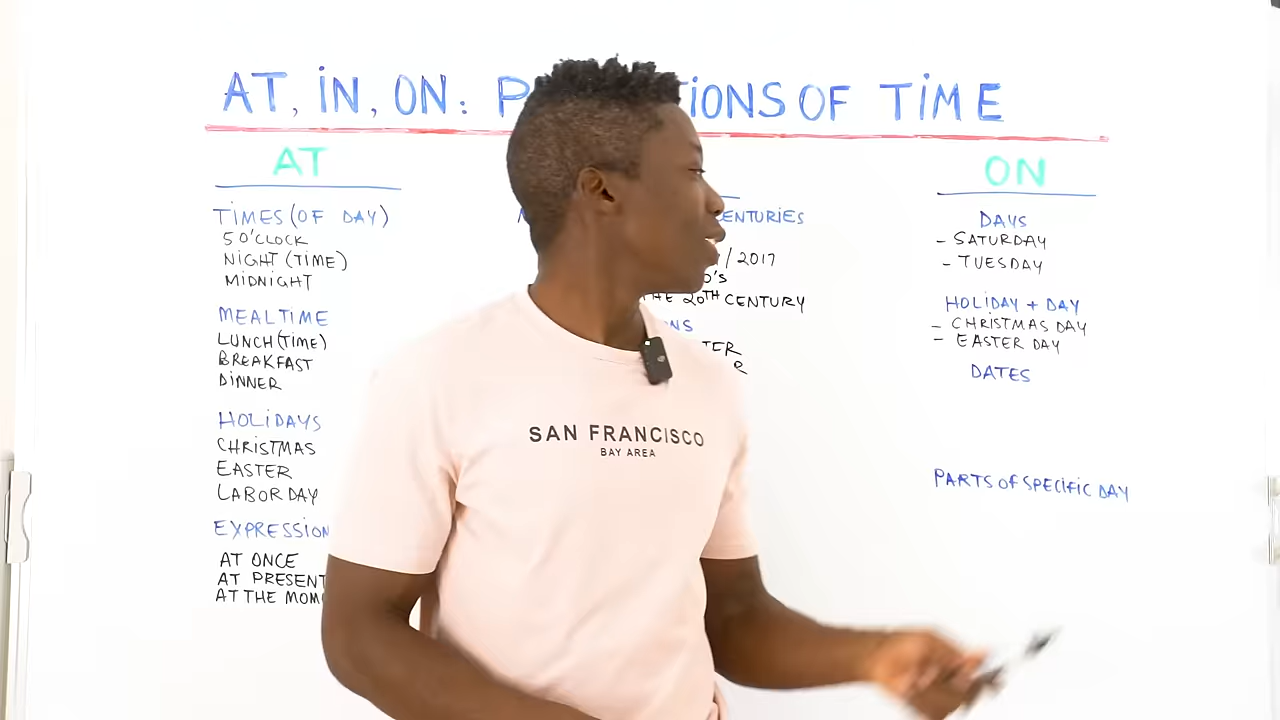 AT, IN, ON: P IONS OF TIME
AT
TIMES (OF DAY)
5 O'CLOCK
NIGHT (TIME)
MIDNIGHT
MEALTIME
LUNCH (TIME)
BREAKFAST
DINNER
HOLIDAYS
CHRISTMAS
EASTER
LABOR DAY
EXPRESSION
AT ONCE
AT PRESENT
AT THE MOM
ENTURIES
/ 2017
0'S
THE 20TH CENTURY
NS
TER
R
ON
DAYS
- SATURDAY
- TUESDAY
HOLIDAY + DAY
- CHRISTMAS DAY
- EASTER DAY
DATES
PARTS OF SPECIFIC DAY
SAN FRANCISCO
BAY AREA